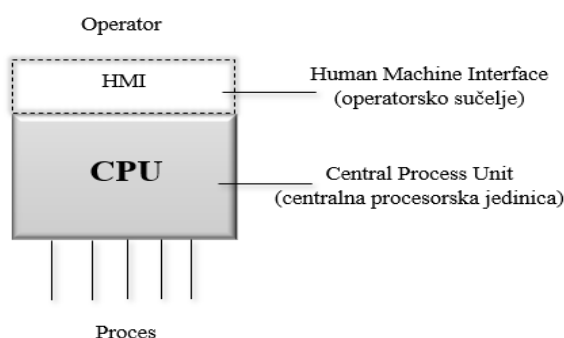 Operator
HMI
Human Machine Interface
(operatorsko sučelje)
CPU
Central Process Unit
(centralna procesorska jedinica)
Proces